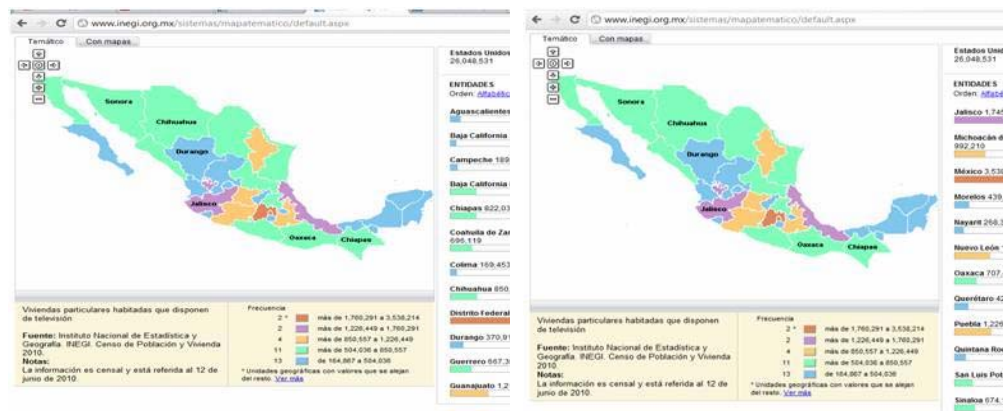 www.inegi.org.mx/sistemas/mapatematico/default.aspx
Temático Con mapas
Sonora
Chihuahua
Durango
Jalisco
Oaxaca Chiapas
Viviendas particulares habitadas que disponen
de televisión
Fuente: Instituto Nacional de Estadística y
Geografía. INEGI. Censo de Población y Vivienda
2010.
Notas:
La información es censal y está referida al 12 de
junio de 2010.
Frecuencia
2 * más de 1,760,291 a 3,538,214
2 más de 1,226,449 a 1,760,291
4 más de 850,557 a 1,226,449
11 más de 504,036 a 850,557
13 de 164,867 a 504,036
* Unidades geográficas con valores que se alejan
del resto. Ver más
Estados Unidos
26,048,531
ENTIDADES
Orden:
Aguascalientes
Baja California
Campeche 189
Baja California
Chiapas 822,03
Coahuila de Zar
696,119
Colima 169,453
Chihuahua 850,
Distrito Federal
Durango 370,91
Guerrero 667,3
Guanajuato 1,2
www.inegi.org.mx/sistemas/mapatematico/default.aspx
Temático Con mapas
Sonora
Chihuahua
Durango
Jalisco
Oaxaca Chiapas
Viviendas particulares habitadas que disponen
de televisión
Fuente: Instituto Nacional de Estadística y
Geografía. INEGI. Censo de Población y Vivienda
2010.
Notas:
La información es censal y está referida al 12 de
junio de 2010.
Frecuencia
2 * más de 1,760,291 a 3,538,214
2 más de 1,226,449 a 1,760,291
4 más de 850,557 a 1,226,449
11 más de 504,036 a 850,557
13 de 164,867 a 504,036
* Unidades geográficas con valores que se alejan
del resto. Ver más
Estados Unid
26,048,531
ENTIDADES
Orden:
Jalisco 1,745
Michoacán d
992,210
México 3,538
Morelos 439,
Nayarit 268,3
Nuevo León
Oaxaca 707,
Querétaro 42
Puebla 1,226
Quintana Roo
San Luis Pot
Sinaloa 674,